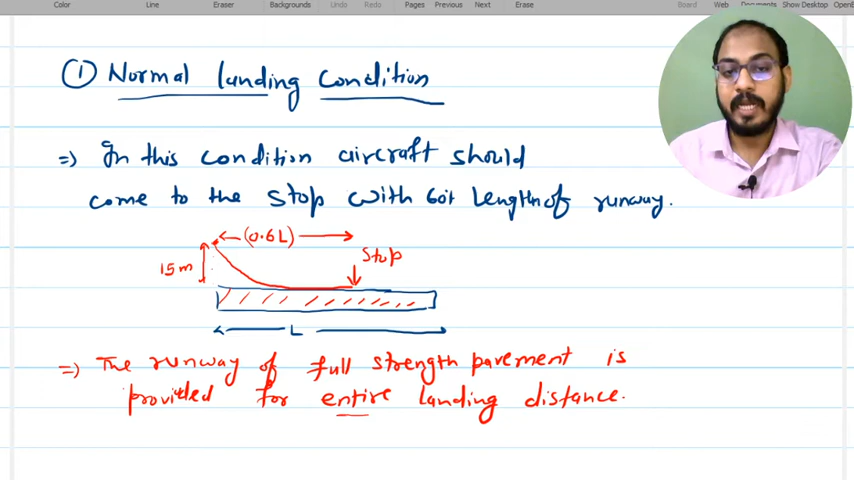 Color Line Eraser Backgrounds Undo Redo Pages Previous Next Erase Board Web Documents Show Desktop
① Normal landing Condition
=> In this condition aircraft should
come to the stop with 60% Length of runway.
(0.6L)
15m
Stop
L
=> The runway of full strength pavement is
provided for entire landing distance.